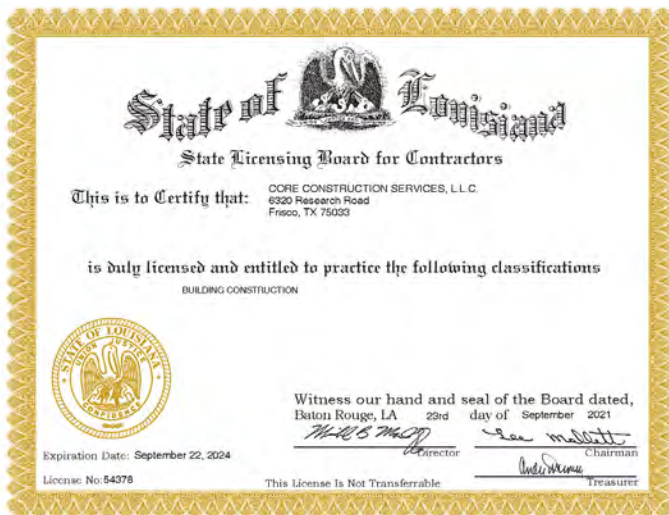 State of Louisiana
State Licensing Board for Contractors
This is to Certify that: CORE CONSTRUCTION SERVICES, L.L.C.
6320 Research Road
Frisco, TX 75033
is duly licensed and entitled to practice the following classifications
BUILDING CONSTRUCTION
STATE OF LOUISIANA
UNION JUSTICE
CONFIDENCE
Witness our hand and seal of the Board dated,
Baton Rouge, LA 23rd day of September 2021
Director
Lee Mallett
Chairman
Treasurer
Expiration Date: September 22, 2024
License No: 54378
This License Is Not Transferrable